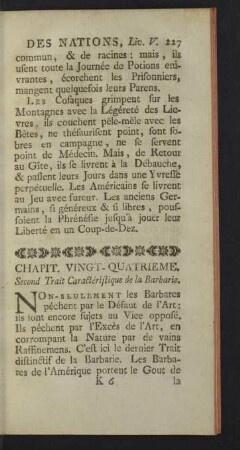 DES NATIONS, Liv. V. 227
commun, & de racines : mais, ils
usent toute la Journée de Potions eni-
vrantes, écorchent les Prisonniers,
mangent quelquefois leurs Parens.
LES Cosaques grimpent sur les
Montagnes avec la Légéreté des Liè-
vres, ils couchent pêle-mêle avec les
Bêtes, ne thésaurisent point, sont so-
bres en campagne, ne se servent
point de Médecin. Mais, de Retour
au Gîte, ils se livrent à la Débauche,
& passent leurs Jours dans une Yvresse
perpétuelle. Les Américains se livrent
au Jeu avec fureur. Les anciens Ger-
mains, si généreux & si libres, pous-
soient la Phrénésie jusqu'à jouer leur
Liberté en un Coup-de-Dez.
CHAPIT. VINGT-QUATRIEME.
Second Trait Caractéristique de la Barbarie.
NON-SEULEMENT les Barbares
péchent par le Défaut de l'Art;
ils sont encore sujets au Vice opposé.
Ils péchent par l'Excès de l'Art, en
corrompant la Nature par de vains
Raffinemens. C'est ici le dernier Trait
distinctif de la Barbarie. Les Barba-
res de l'Amérique portent le Gout de
K 6 la